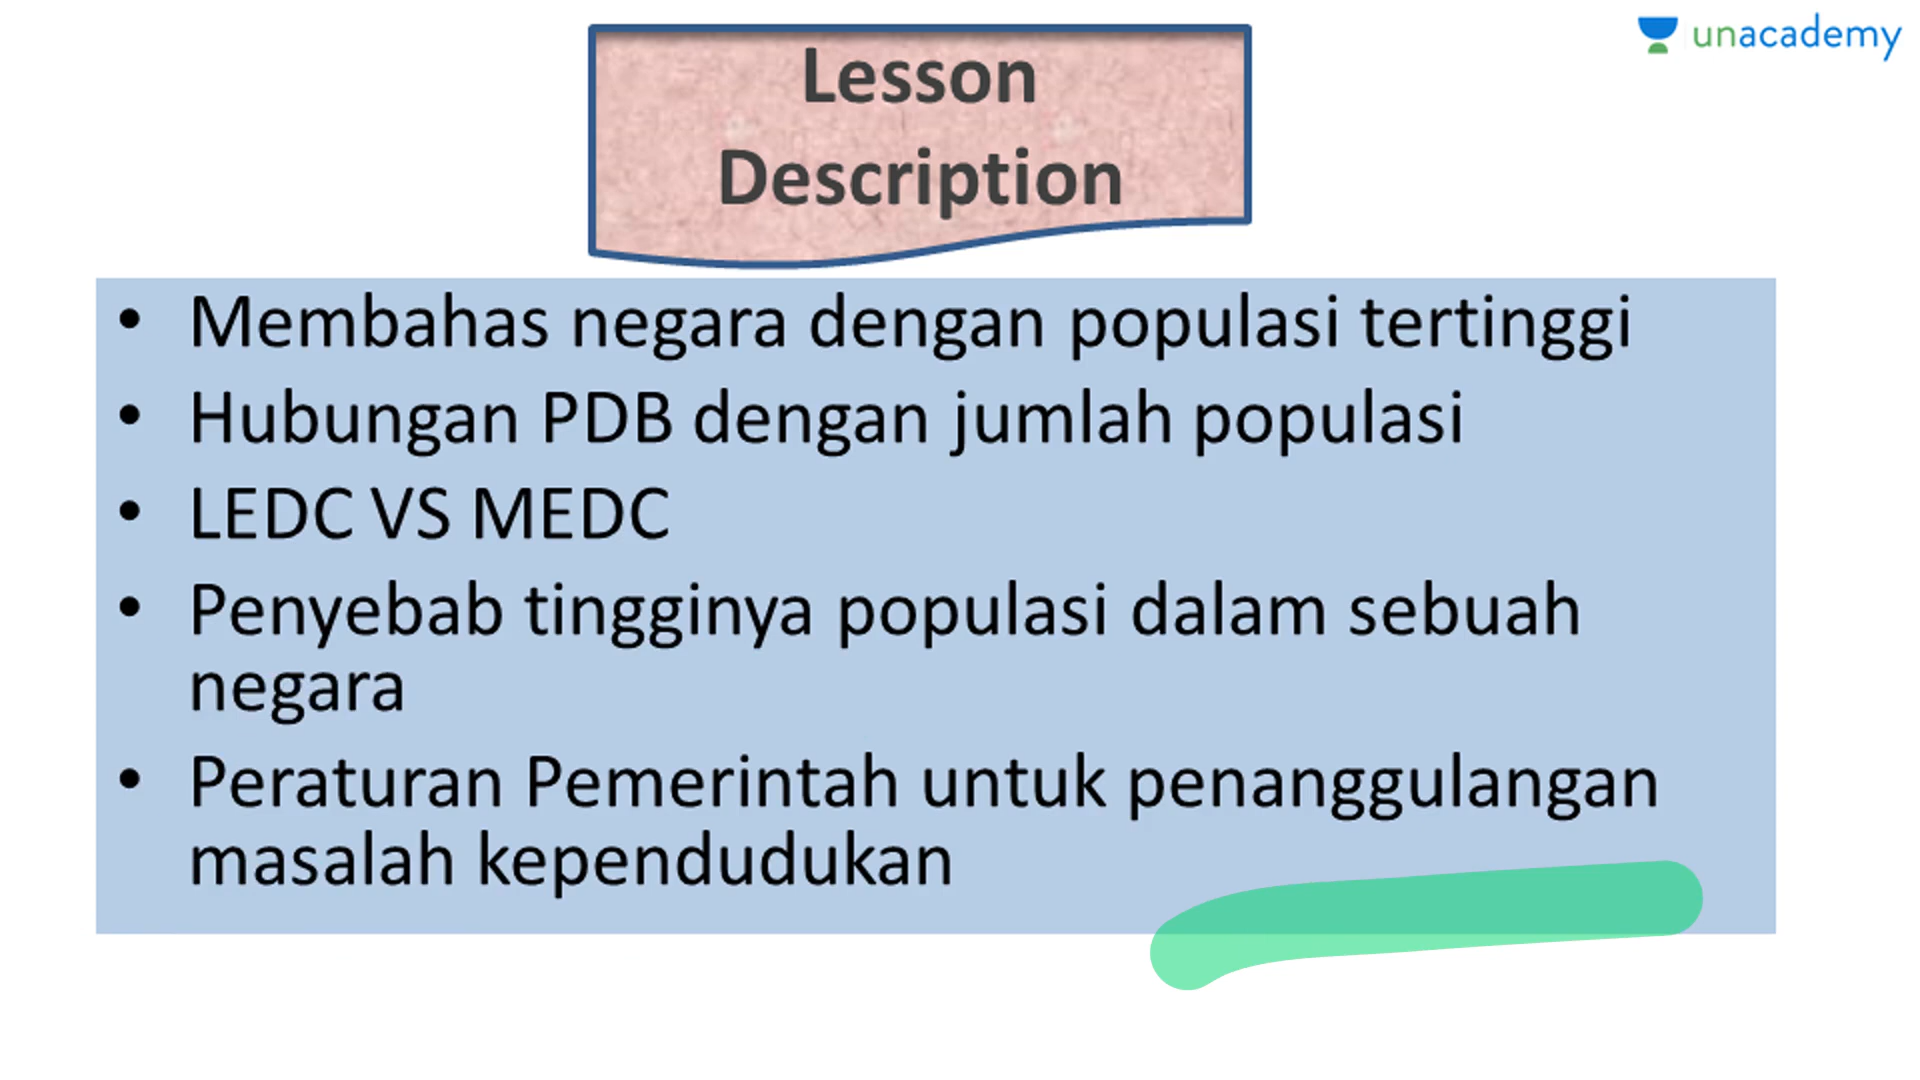 unacademy
Lesson
Description
• Membahas negara dengan populasi tertinggi
• Hubungan PDB dengan jumlah populasi
• LEDC VS MEDC
• Penyebab tingginya populasi dalam sebuah
negara
• Peraturan Pemerintah untuk penanggulangan
masalah kependudukan